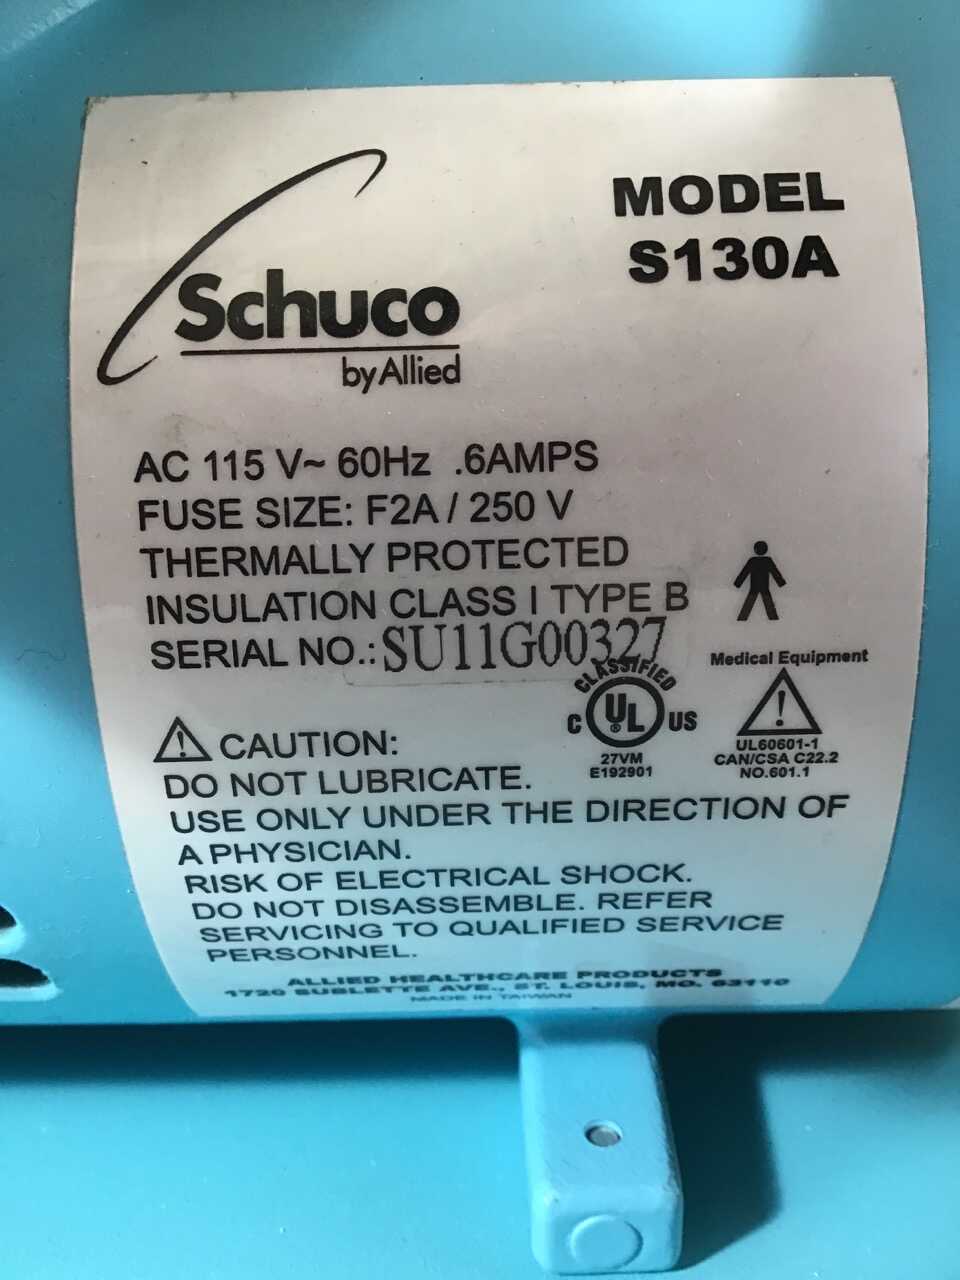 Schuco
by Allied
MODEL
S130A
AC 115 V~ 60Hz .6AMPS
FUSE SIZE: F2A / 250 V
THERMALLY PROTECTED
INSULATION CLASS I TYPE B
SERIAL NO.: SU11G00327
Medical Equipment
UL60601-1
CAN/CSA C22.2
NO.601.1
CLASSIFIED
C UL ® US
27VM
E192901
CAUTION:
DO NOT LUBRICATE.
USE ONLY UNDER THE DIRECTION OF
A PHYSICIAN.
RISK OF ELECTRICAL SHOCK.
DO NOT DISASSEMBLE. REFER
SERVICING TO QUALIFIED SERVICE
PERSONNEL.
ALLIED HEALTHCARE PRODUCTS
1720 SUBLETTE AVE., ST. LOUIS, MO. 63110
MADE IN TAIWAN